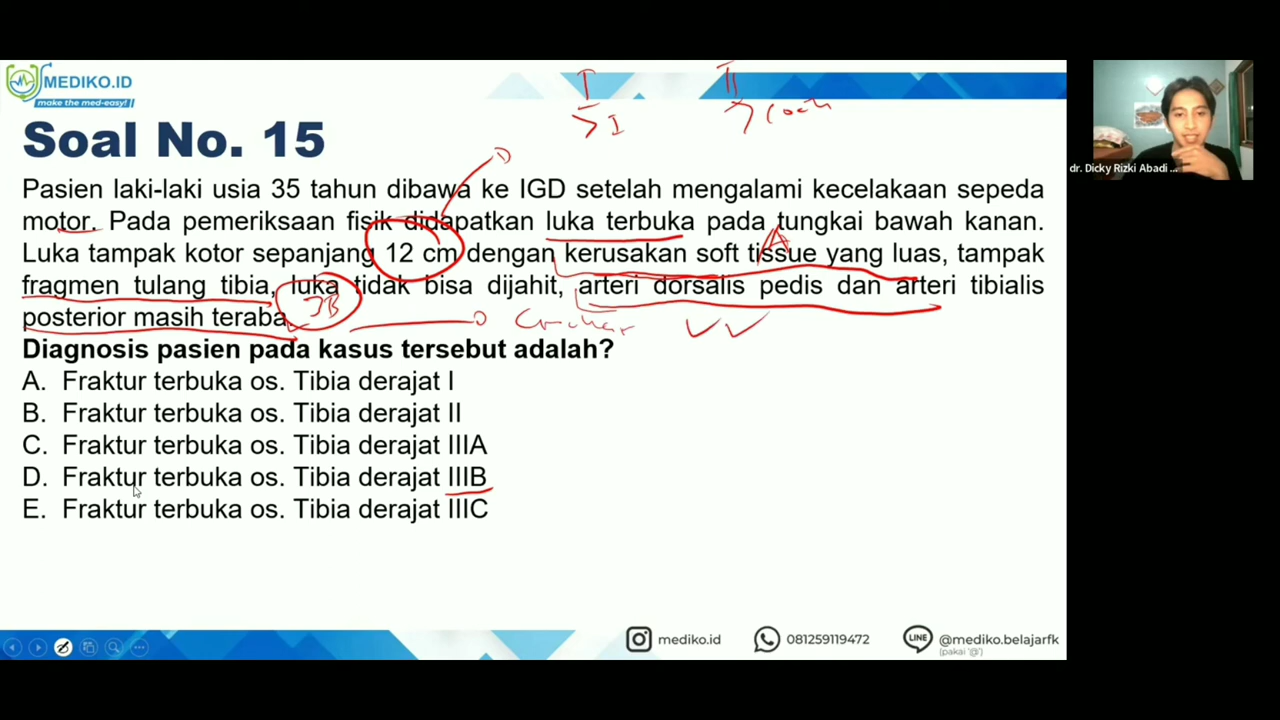 MEDIKO.ID
make the med-easy!
Soal No. 15
I
> I
II
dr. Dicky Rizki Abadi ...
Pasien laki-laki usia 35 tahun dibawa ke IGD setelah mengalami kecelakaan sepeda
motor. Pada pemeriksaan fisik didapatkan luka terbuka pada tungkai bawah kanan.
Luka tampak kotor sepanjang 12 cm dengan kerusakan soft tissue yang luas, tampak
fragmen tulang tibia, luka tidak bisa dijahit, arteri dorsalis pedis dan arteri tibialis
posterior masih teraba.
A
Diagnosis pasien pada kasus tersebut adalah?
A. Fraktur terbuka os. Tibia derajat I
B. Fraktur terbuka os. Tibia derajat II
C. Fraktur terbuka os. Tibia derajat IIIA
D. Fraktur terbuka os. Tibia derajat IIIB
E. Fraktur terbuka os. Tibia derajat IIIC
mediko.id
081259119472
LINE
@mediko.belajarfk
(pakai '@')